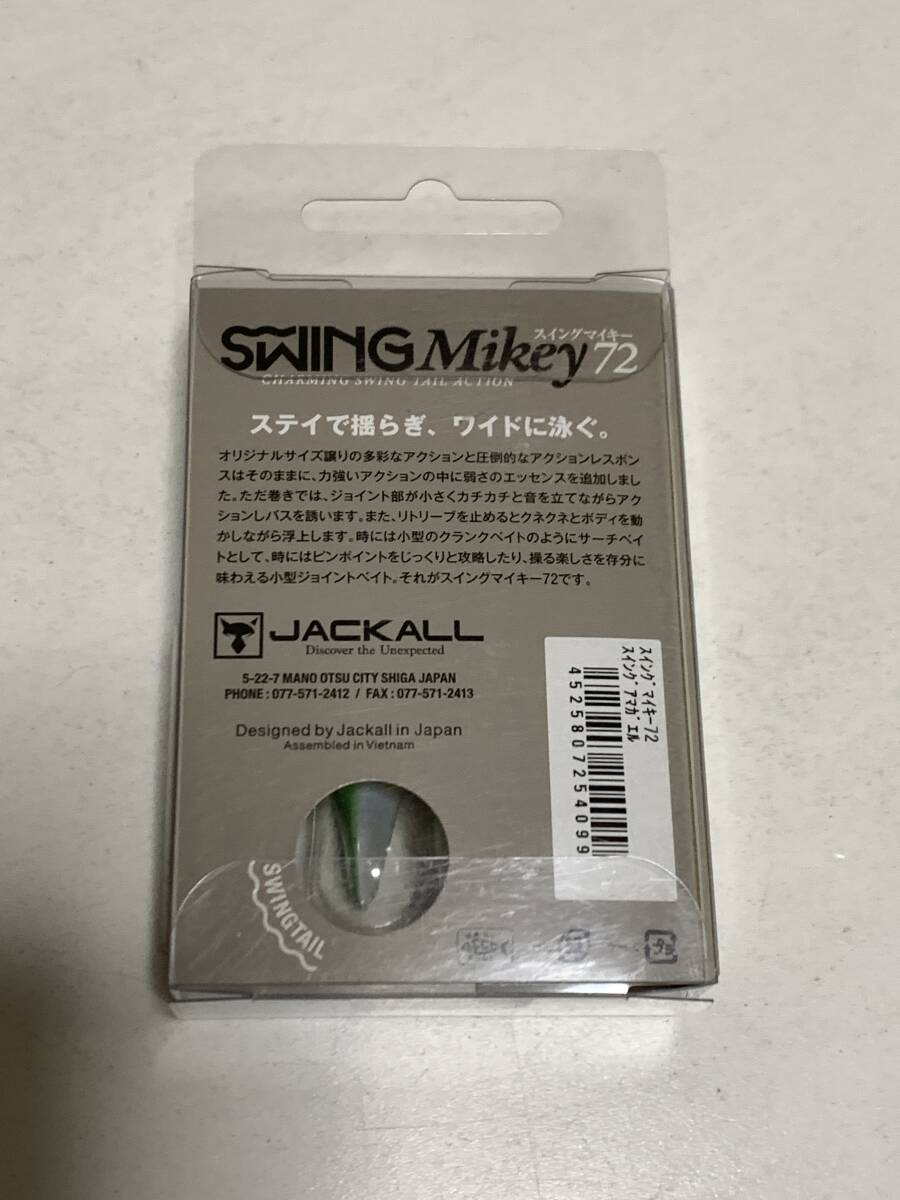 SWING Mikey 72
スイングマイキー
CHARMING SWING TAIL ACTION
ステイで揺らぎ、ワイドに泳ぐ。
オリジナルサイズ譲りの多彩なアクションと圧倒的なアクションレスポン
スはそのままに、力強いアクションの中に弱さのエッセンスを追加しまし
た。ただ巻きでは、ジョイント部が小さくカチカチと音を立てながらアク
ションしバスを誘います。また、リトリーブを止めるとクネクネとボディを動
かしながら浮上します。時には小型のクランクベイトのようにサーチベイ
トとして、時にはピンポイントをじっくりと攻略したり、操る楽しさを存分に
味わえる小型ジョイントベイト。それがスイングマイキー72です。
JACKALL
Discover the Unexpected
5-22-7 MANO OTSU CITY SHIGA JAPAN
PHONE : 077-571-2412 / FAX : 077-571-2413
Designed by Jackall in Japan
Assembled in Vietnam
ｽｲﾝｸﾞﾏｲｷｰ72
ｽｲﾝｸﾞｱﾏｶﾞｴﾙ
4525807254099
SWINGTAIL